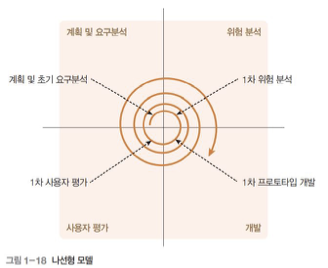 계획 및 요구분석
위험 분석
계획 및 초기 요구분석
1차 위험 분석
1차 사용자 평가
1차 프로토타입 개발
사용자 평가
개발
그림 1-18 나선형 모델